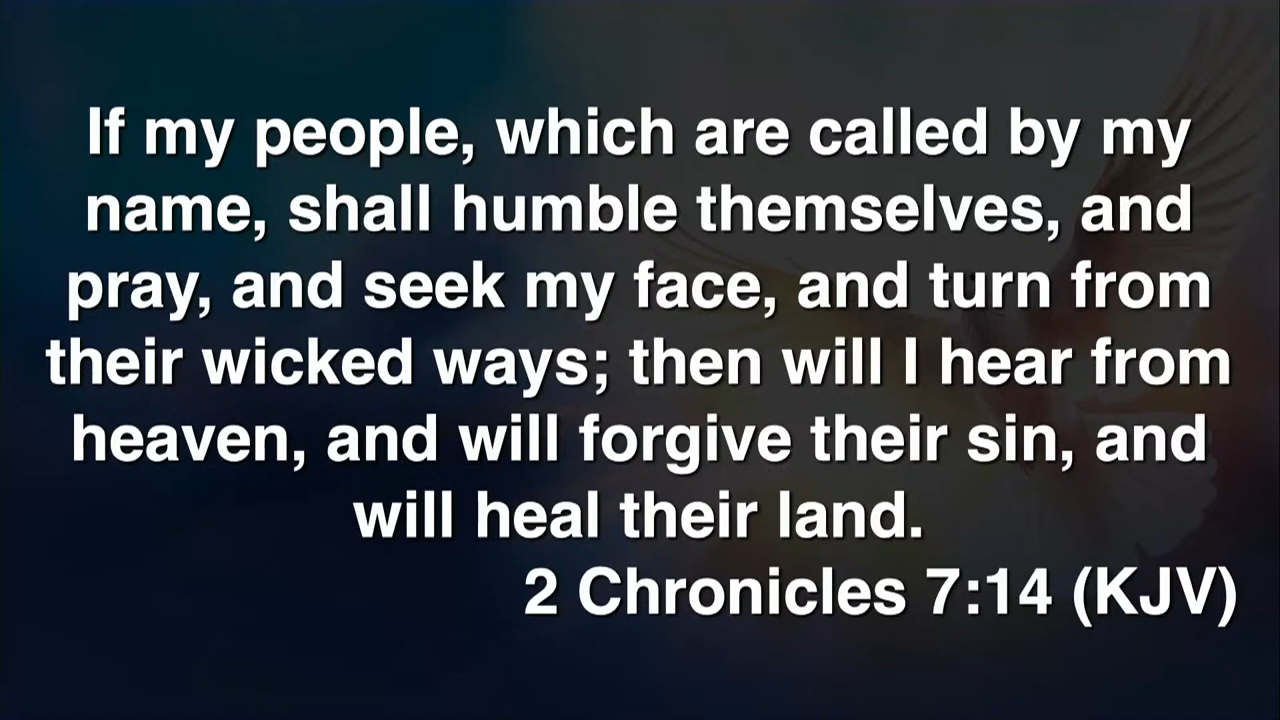 If my people, which are called by my
name, shall humble themselves, and
pray, and seek my face, and turn from
their wicked ways; then will I hear from
heaven, and will forgive their sin, and
will heal their land.
2 Chronicles 7:14 (KJV)